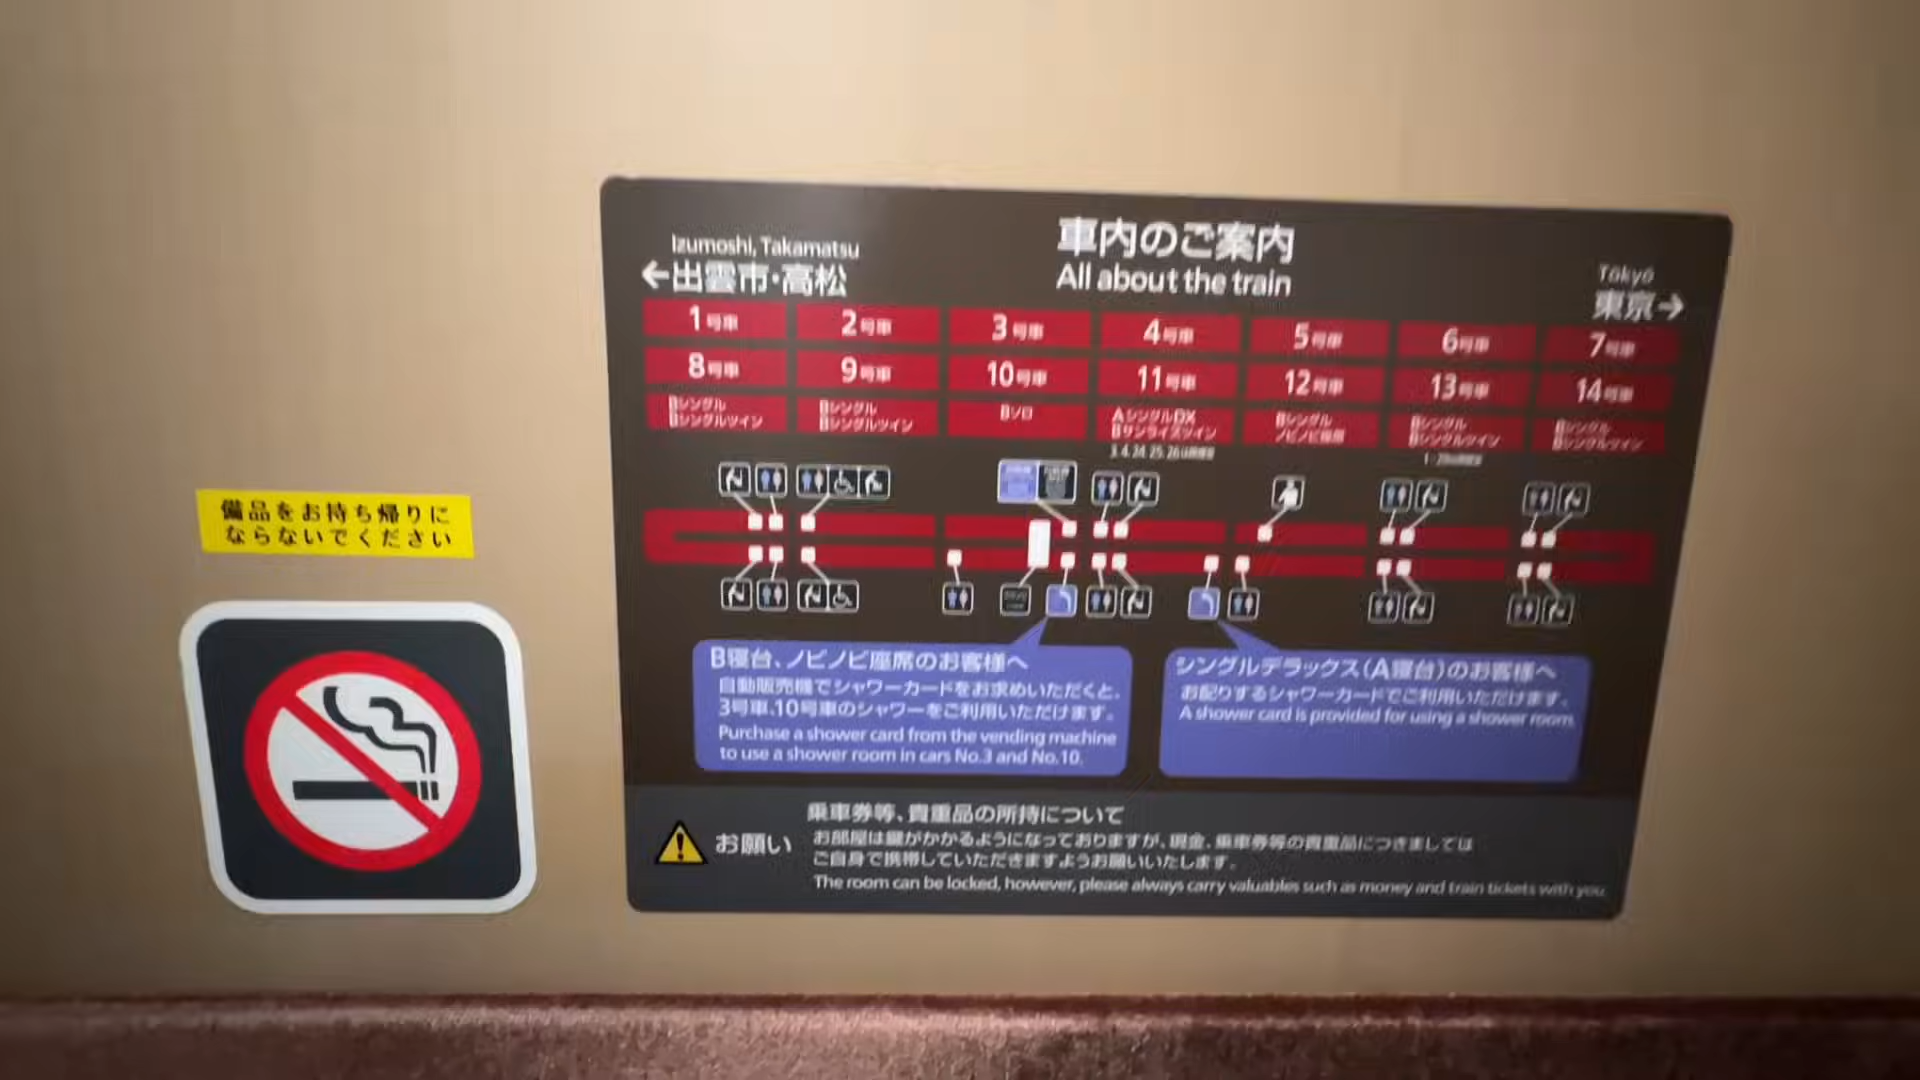 車内のご案内
All about the train
Izumoshi, Takamatsu
←出雲市・高松
Tōkyō
東京→
1号車 2号車 3号車 4号車 5号車 6号車 7号車
8号車 9号車 10号車 11号車 12号車 13号車 14号車
Bシングル
Bシングルツイン
Bシングル
Bシングルツイン
Bソロ
AシングルDX
Bサンライズツイン
Bシングル
ノビノビ座席
Bシングル
Bシングルツイン
Bシングル
Bシングルツイン
備品をお持ち帰りに
ならないでください
B寝台、ノビノビ座席のお客様へ
自動販売機でシャワーカードをお求めいただくと、
3号車、10号車のシャワーをご利用いただけます。
Purchase a shower card from the vending machine
to use a shower room in cars No.3 and No.10.
シングルデラックス(A寝台)のお客様へ
お配りするシャワーカードでご利用いただけます。
A shower card is provided for using a shower room.
お願い
乗車券等、貴重品の所持について
お部屋は鍵がかかるようになっておりますが、現金、乗車券等の貴重品につきましては
ご自身で携帯していただきますようお願いいたします。
The room can be locked, however, please always carry valuables such as money and train tickets with you.